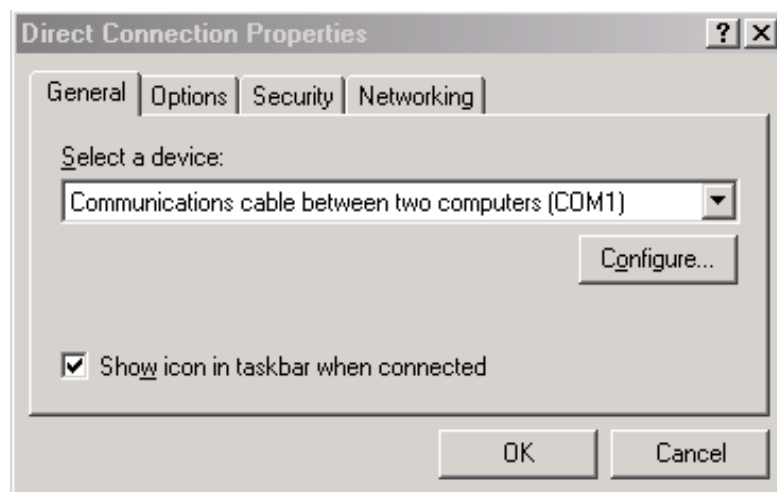 Direct Connection Properties
General Options Security Networking
Select a device:
Communications cable between two computers (COM1)
Configure...
Show icon in taskbar when connected
OK Cancel